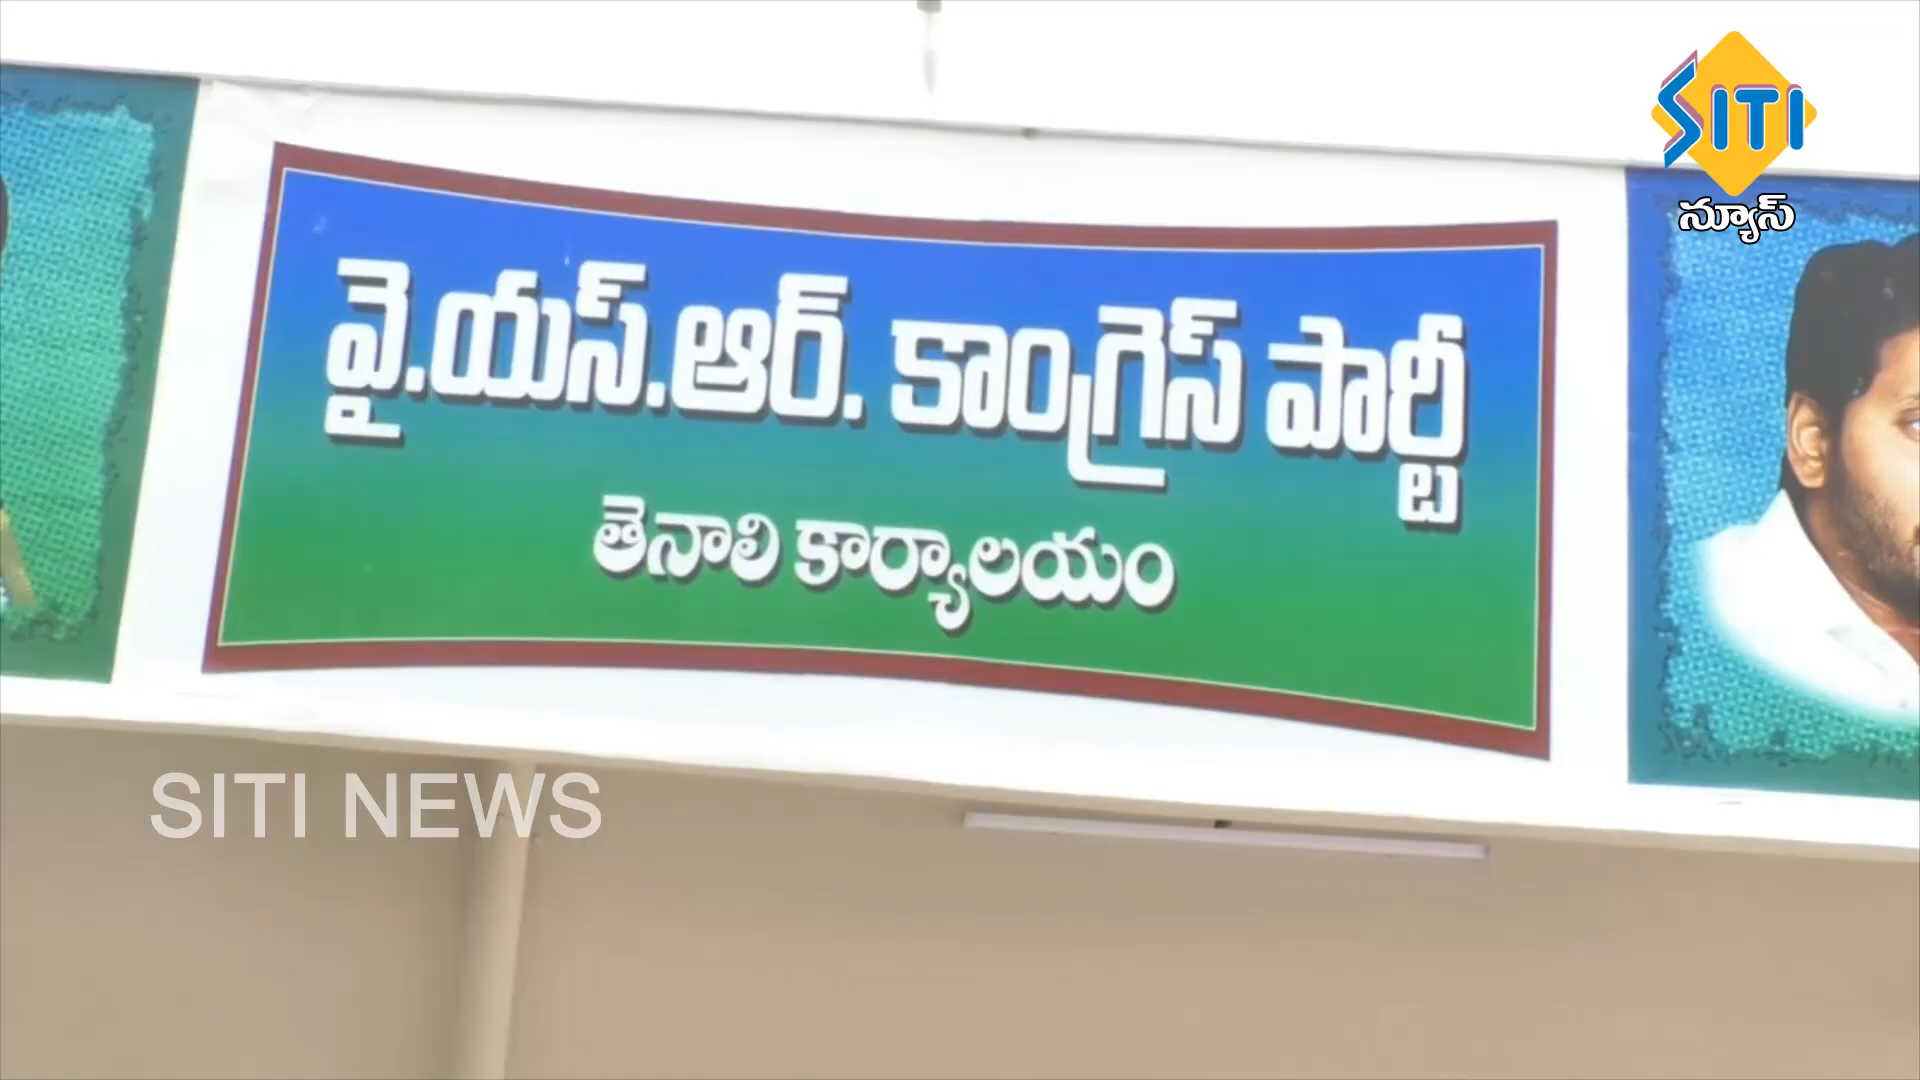 SITI
న్యూస్
వై.యస్.ఆర్. కాంగ్రెస్ పార్టీ
తెనాలి కార్యాలయం
SITI NEWS